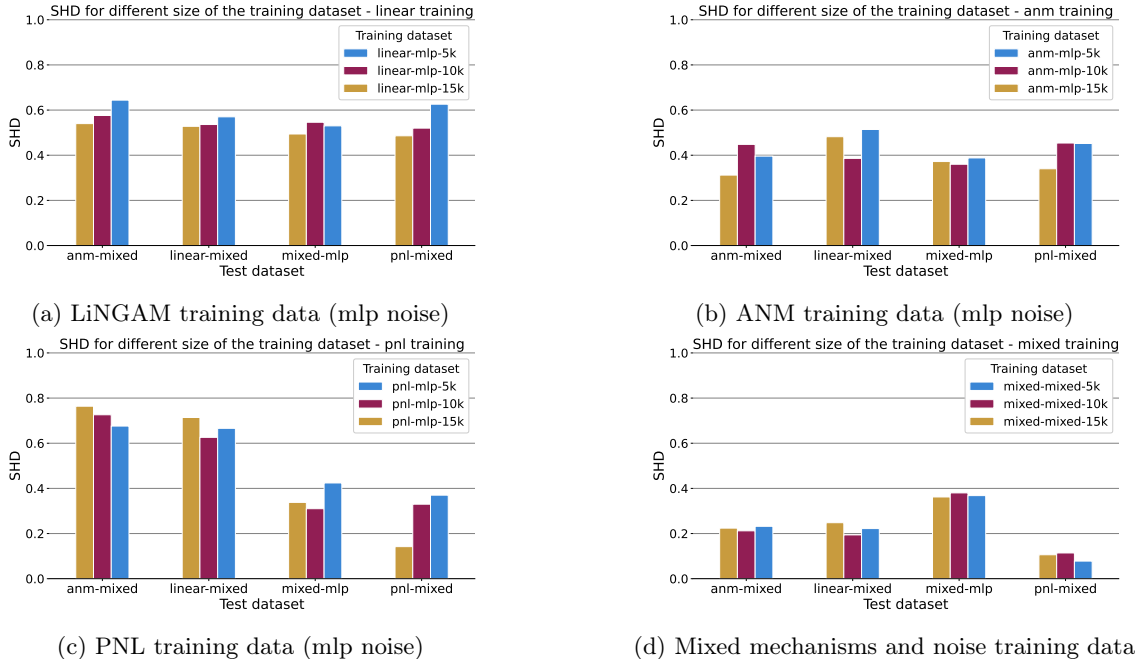 SHD for different size of the training dataset - linear training
1.0
0.8
0.6
0.4
0.2
0.0
SHD
Training dataset
linear-mlp-5k
linear-mlp-10k
linear-mlp-15k
anm-mixed
linear-mixed
mixed-mlp
pnl-mixed
Test dataset
(a) LiNGAM training data (mlp noise)
SHD for different size of the training dataset - anm training
1.0
0.8
0.6
0.4
0.2
0.0
SHD
Training dataset
anm-mlp-5k
anm-mlp-10k
anm-mlp-15k
anm-mixed
linear-mixed
mixed-mlp
pnl-mixed
Test dataset
(b) ANM training data (mlp noise)
SHD for different size of the training dataset - pnl training
1.0
0.8
0.6
0.4
0.2
0.0
SHD
Training dataset
pnl-mlp-5k
pnl-mlp-10k
pnl-mlp-15k
anm-mixed
linear-mixed
mixed-mlp
pnl-mixed
Test dataset
(c) PNL training data (mlp noise)
SHD for different size of the training dataset - mixed training
1.0
0.8
0.6
0.4
0.2
0.0
SHD
Training dataset
mixed-mixed-5k
mixed-mixed-10k
mixed-mixed-15k
anm-mixed
linear-mixed
mixed-mlp
pnl-mixed
Test dataset
(d) Mixed mechanisms and noise training data